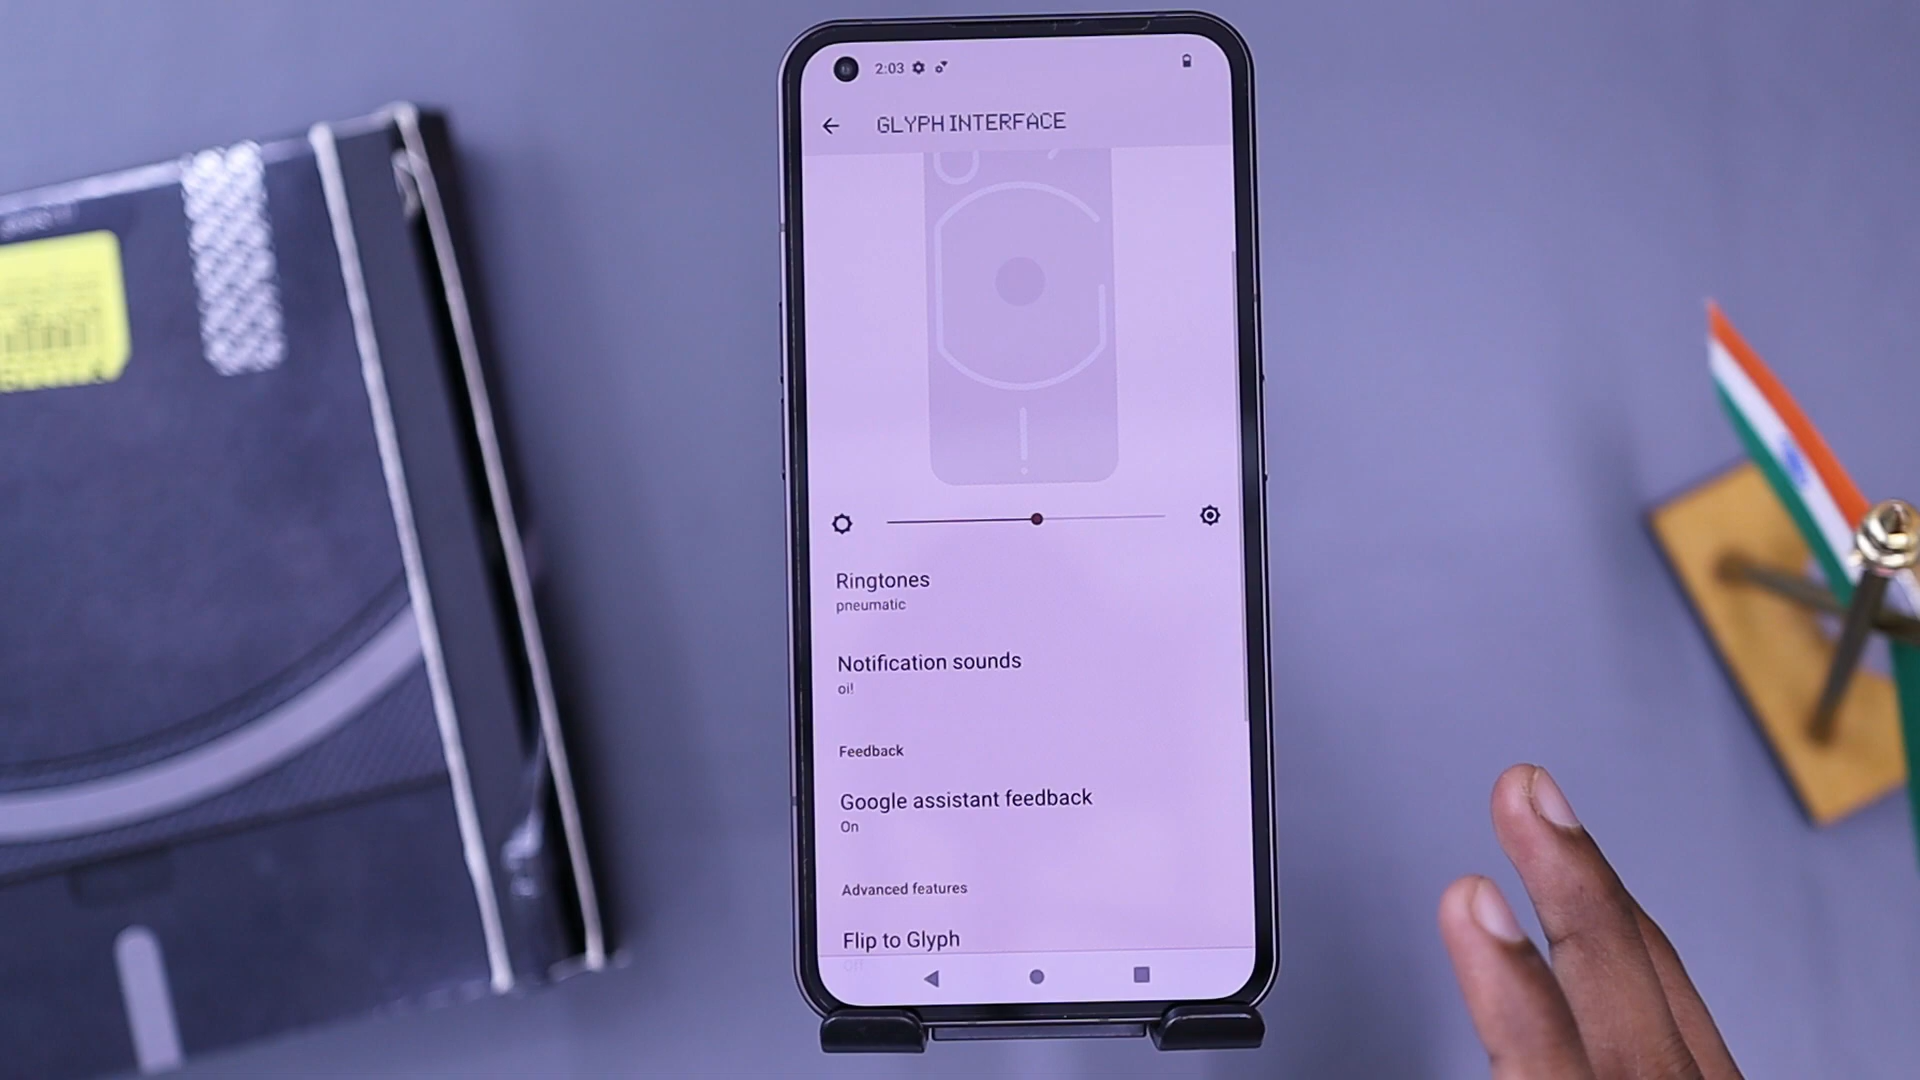 2:03
GLYPH INTERFACE
Ringtones
pneumatic
Notification sounds
oi!
Feedback
Google assistant feedback
On
Advanced features
Flip to Glyph
Off